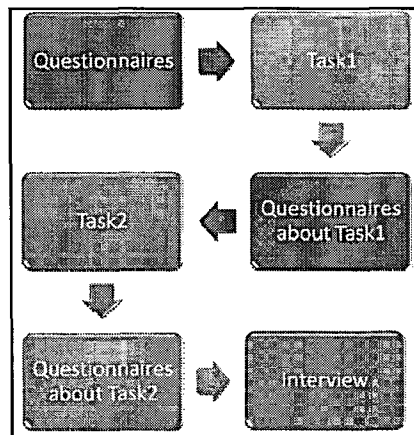 Questionnaires
Task1
Questionnaires
about Task1
Task2
Questionnaires
about Task2
Interview